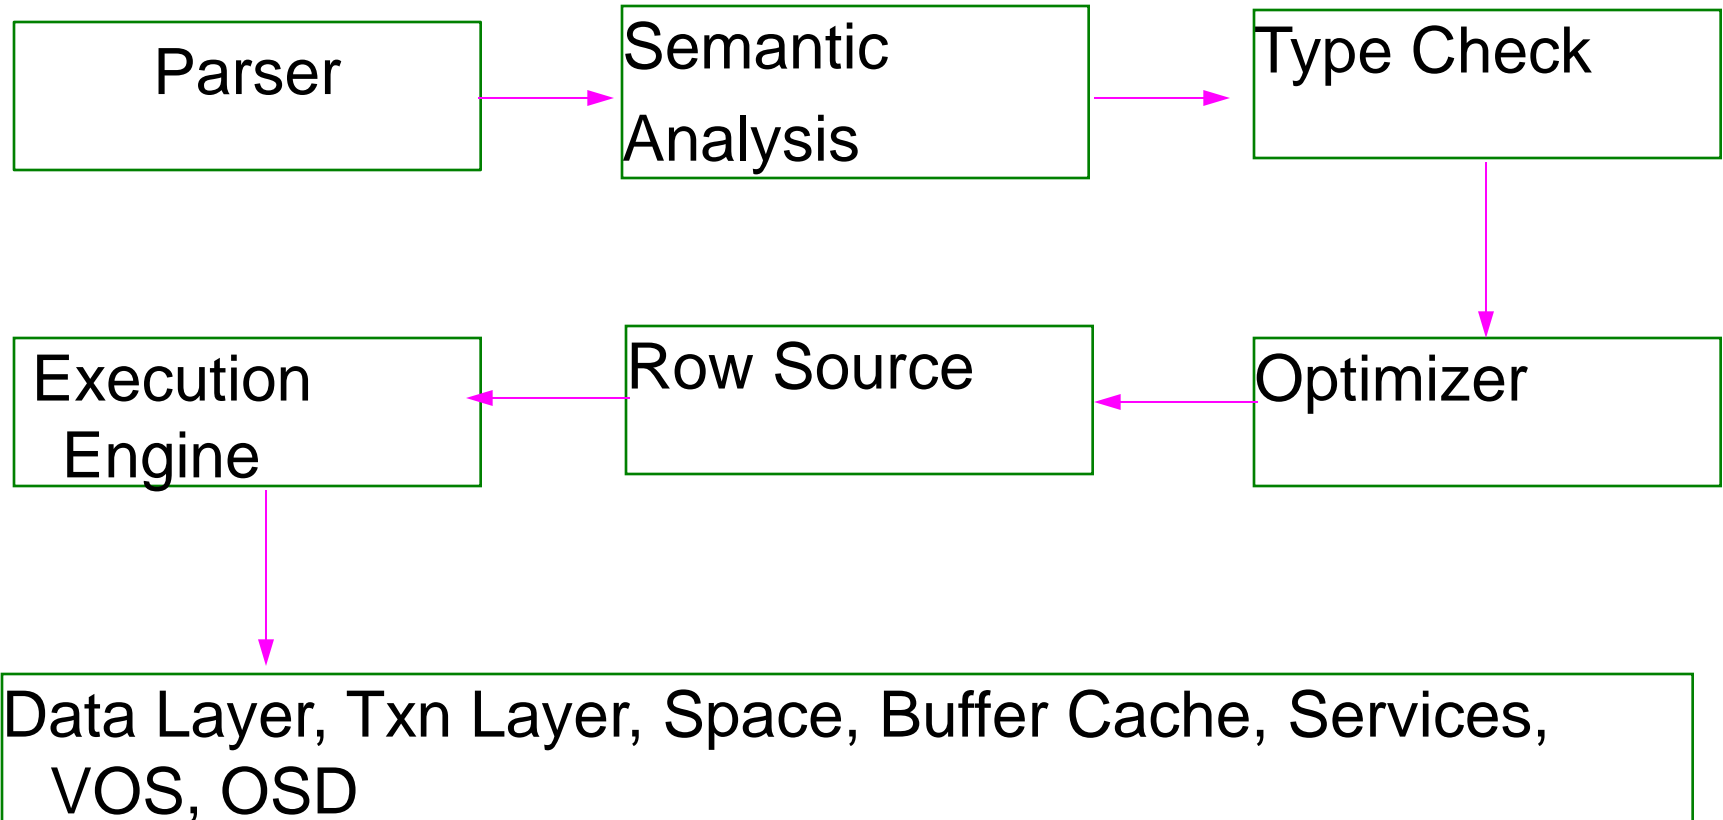 Parser
Semantic
Analysis
Type Check
Execution
Engine
Row Source
Optimizer
Data Layer, Txn Layer, Space, Buffer Cache, Services,
VOS, OSD